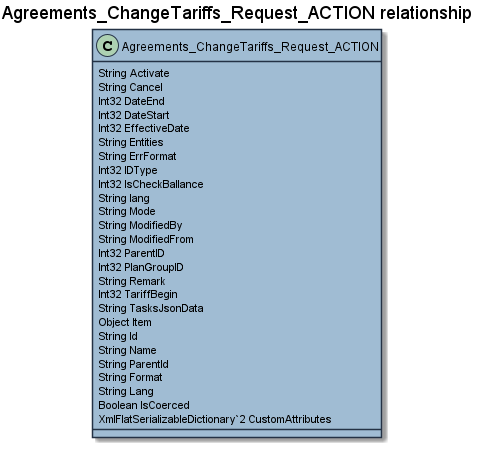 Agreements_ChangeTariffs_Request_ACTION relationship
C Agreements_ChangeTariffs_Request_ACTION
String Activate
String Cancel
Int32 DateEnd
Int32 DateStart
Int32 EffectiveDate
String Entities
String ErrFormat
Int32 IDType
Int32 IsCheckBallance
String lang
String Mode
String ModifiedBy
String ModifiedFrom
Int32 ParentID
Int32 PlanGroupID
String Remark
Int32 TariffBegin
String TasksJsonData
Object Item
String Id
String Name
String ParentId
String Format
String Lang
Boolean IsCoerced
XmlFlatSerializableDictionary`2 CustomAttributes